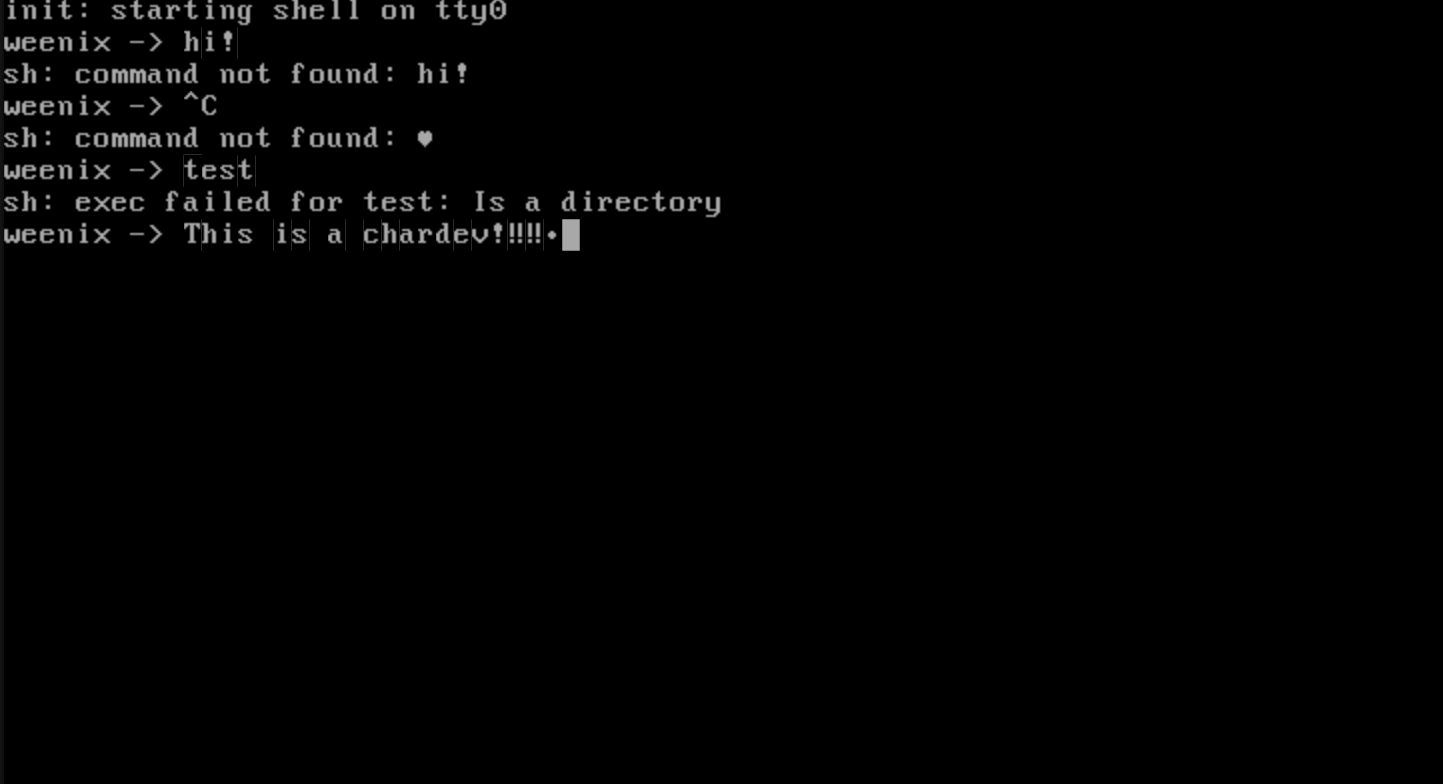 init: starting shell on tty0
weenix -> hi!
sh: command not found: hi!
weenix -> ^C
sh: command not found: ♥
weenix -> test
sh: exec failed for test: Is a directory
weenix -> This is a chardev!‼‼•